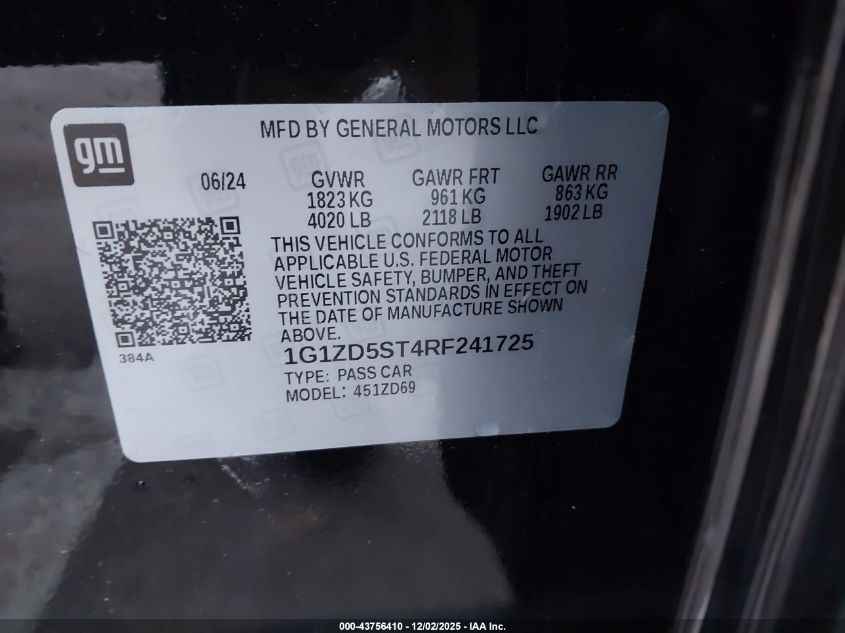 gm
MFD BY GENERAL MOTORS LLC
06/24
GVWR
1823 KG
4020 LB
GAWR FRT
961 KG
2118 LB
GAWR RR
863 KG
1902 LB
THIS VEHICLE CONFORMS TO ALL
APPLICABLE U.S. FEDERAL MOTOR
VEHICLE SAFETY, BUMPER, AND THEFT
PREVENTION STANDARDS IN EFFECT ON
THE DATE OF MANUFACTURE SHOWN
ABOVE.
384A
1G1ZD5ST4RF241725
TYPE: PASS CAR
MODEL: 451ZD69
000-43756410 - 12/02/2025 - IAA Inc.